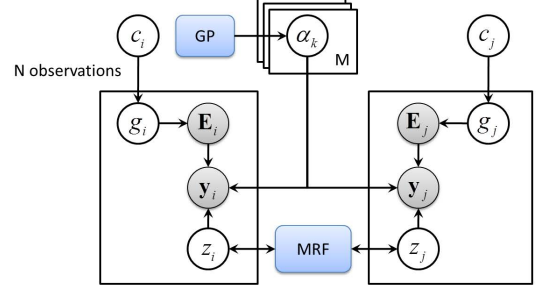 c_i GP α_k c_j
M
N observations
g_i E_i E_j g_j
y_i y_j
z_i MRF z_j